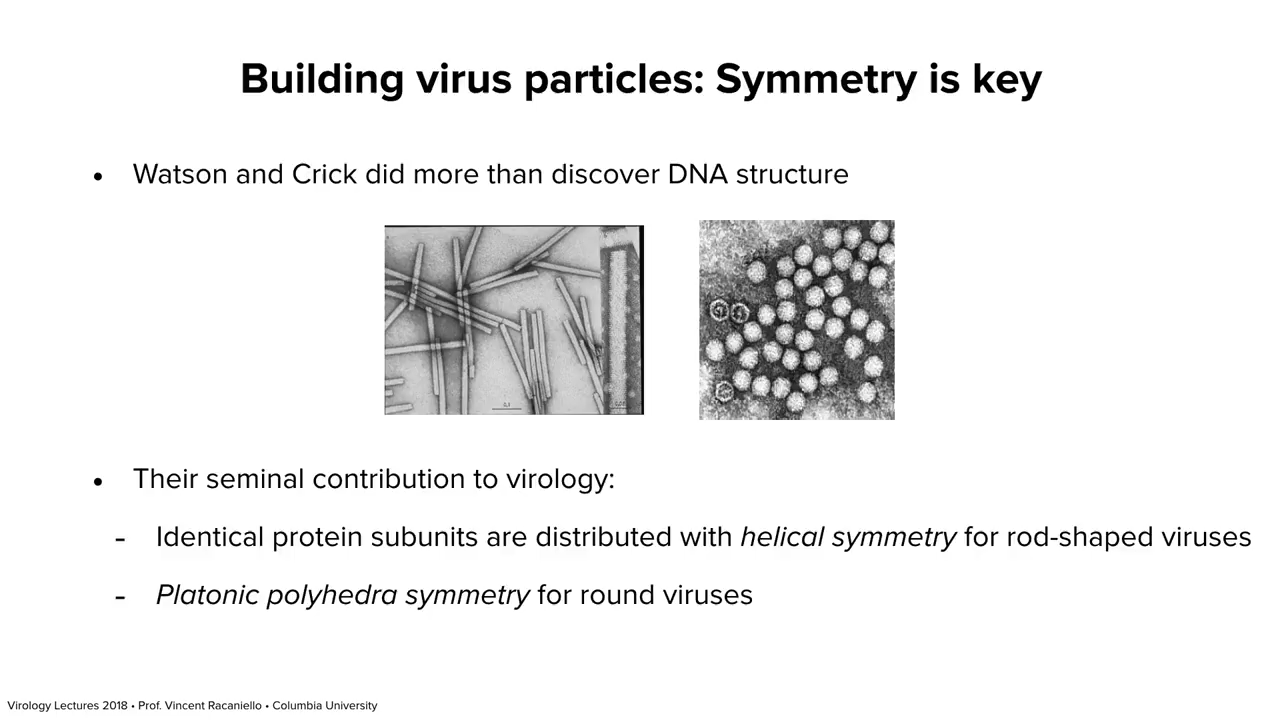 Building virus particles: Symmetry is key
• Watson and Crick did more than discover DNA structure
• Their seminal contribution to virology:
- Identical protein subunits are distributed with helical symmetry for rod-shaped viruses
- Platonic polyhedra symmetry for round viruses
Virology Lectures 2018 • Prof. Vincent Racaniello • Columbia University